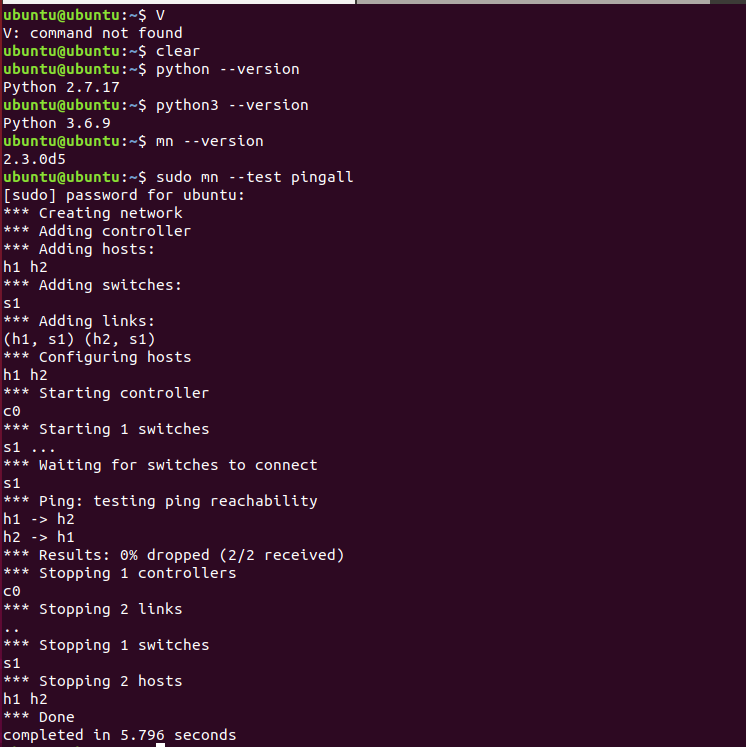 ubuntu@ubuntu:~$ V
V: command not found
ubuntu@ubuntu:~$ clear
ubuntu@ubuntu:~$ python --version
Python 2.7.17
ubuntu@ubuntu:~$ python3 --version
Python 3.6.9
ubuntu@ubuntu:~$ mn --version
2.3.0d5
ubuntu@ubuntu:~$ sudo mn --test pingall
[sudo] password for ubuntu:
*** Creating network
*** Adding controller
*** Adding hosts:
h1 h2
*** Adding switches:
s1
*** Adding links:
(h1, s1) (h2, s1)
*** Configuring hosts
h1 h2
*** Starting controller
c0
*** Starting 1 switches
s1 ...
*** Waiting for switches to connect
s1
*** Ping: testing ping reachability
h1 -> h2
h2 -> h1
*** Results: 0% dropped (2/2 received)
*** Stopping 1 controllers
c0
*** Stopping 2 links
..
*** Stopping 1 switches
s1
*** Stopping 2 hosts
h1 h2
*** Done
completed in 5.796 seconds